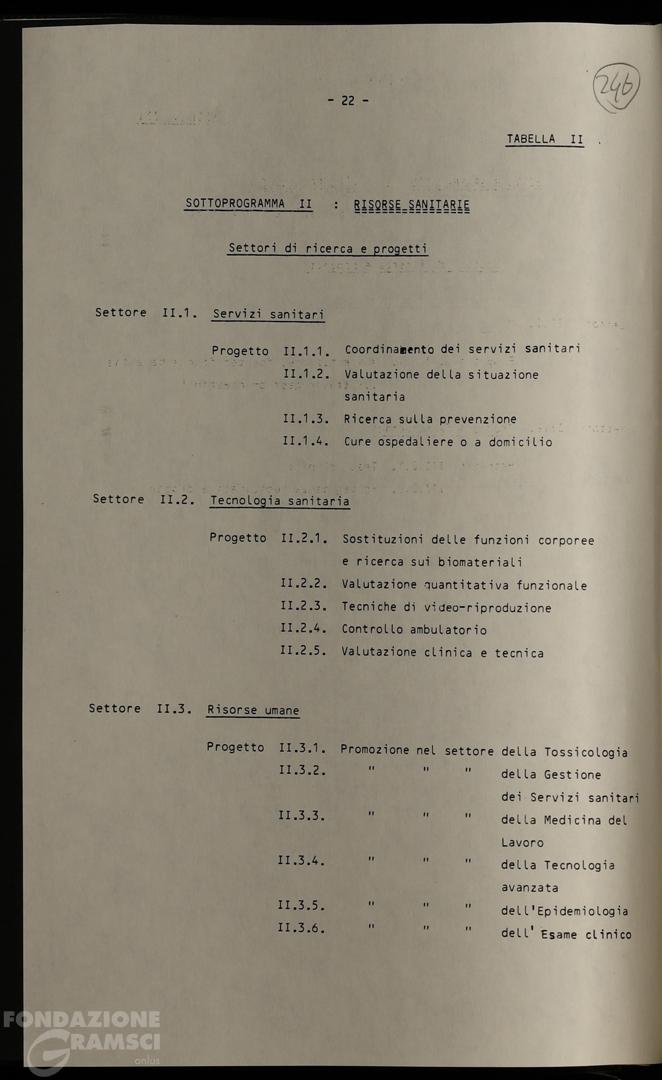 - 22 -
246
TABELLA II
SOTTOPROGRAMMA II : RISORSE SANITARIE
Settori di ricerca e progetti
Settore II.1. Servizi sanitari
Progetto II.1.1. Coordinamento dei servizi sanitari
II.1.2. Valutazione della situazione
sanitaria
II.1.3. Ricerca sulla prevenzione
II.1.4. Cure ospedaliere o a domicilio
Settore II.2. Tecnologia sanitaria
Progetto II.2.1. Sostituzioni delle funzioni corporee
e ricerca sui biomateriali
II.2.2. Valutazione quantitativa funzionale
II.2.3. Tecniche di video-riproduzione
II.2.4. Controllo ambulatorio
II.2.5. Valutazione clinica e tecnica
Settore II.3. Risorse umane
Progetto II.3.1. Promozione nel settore della Tossicologia
II.3.2. " " " della Gestione
dei Servizi sanitari
II.3.3. " " " della Medicina del
Lavoro
II.3.4. " " " della Tecnologia
avanzata
II.3.5. " " " dell'Epidemiologia
II.3.6. " " " dell' Esame clinico
FONDAZIONE
GRAMSCI
onlus